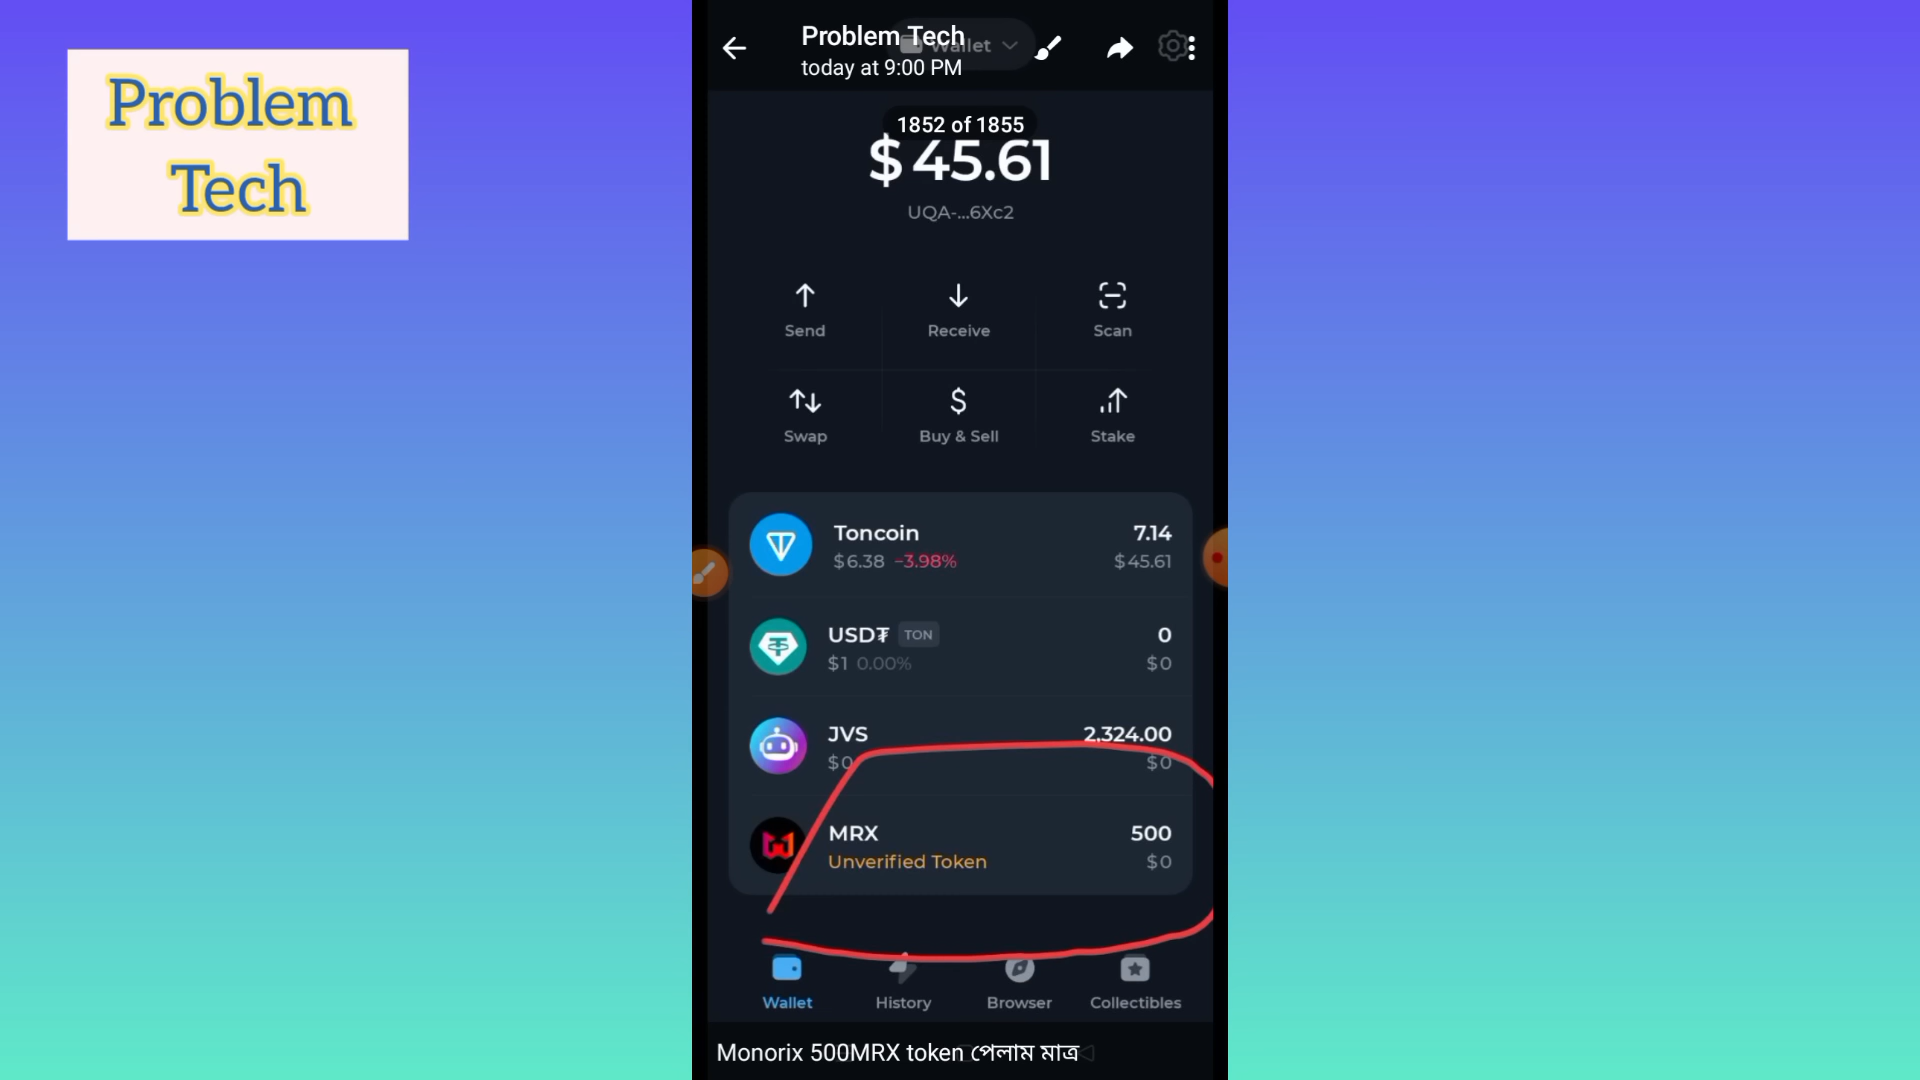 Problem
Tech
Problem Tech
Wallet
today at 9:00 PM
1852 of 1855
$45.61
UQA-...6Xc2
Send
Receive
Scan
Swap
Buy & Sell
Stake
Toncoin 7.14
$6.38 −3.98% $45.61
USD₮ TON 0
$1 0.00% $0
JVS 2,324.00
$0 $0
MRX 500
Unverified Token $0
Wallet
History
Browser
Collectibles
Monorix 500MRX token পেলাম মাত্র